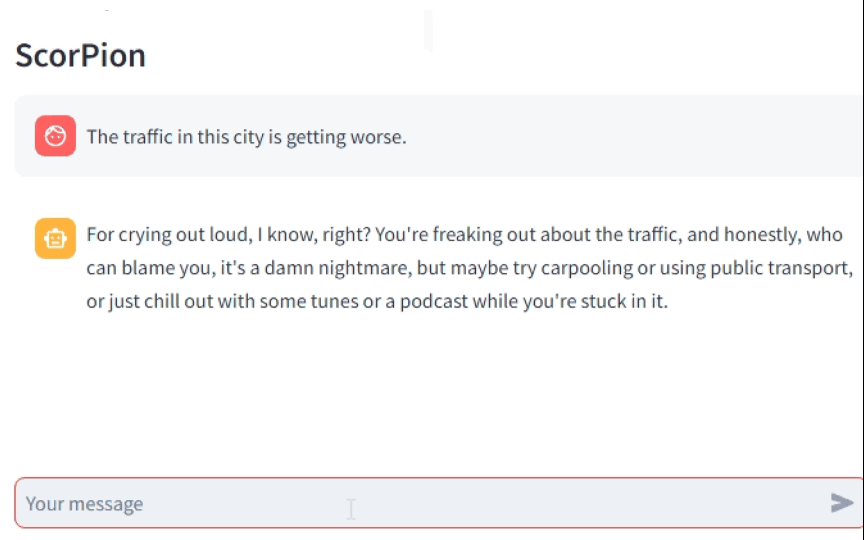 ScorPion
The traffic in this city is getting worse.
For crying out loud, I know, right? You're freaking out about the traffic, and honestly, who
can blame you, it's a damn nightmare, but maybe try carpooling or using public transport,
or just chill out with some tunes or a podcast while you're stuck in it.
Your message